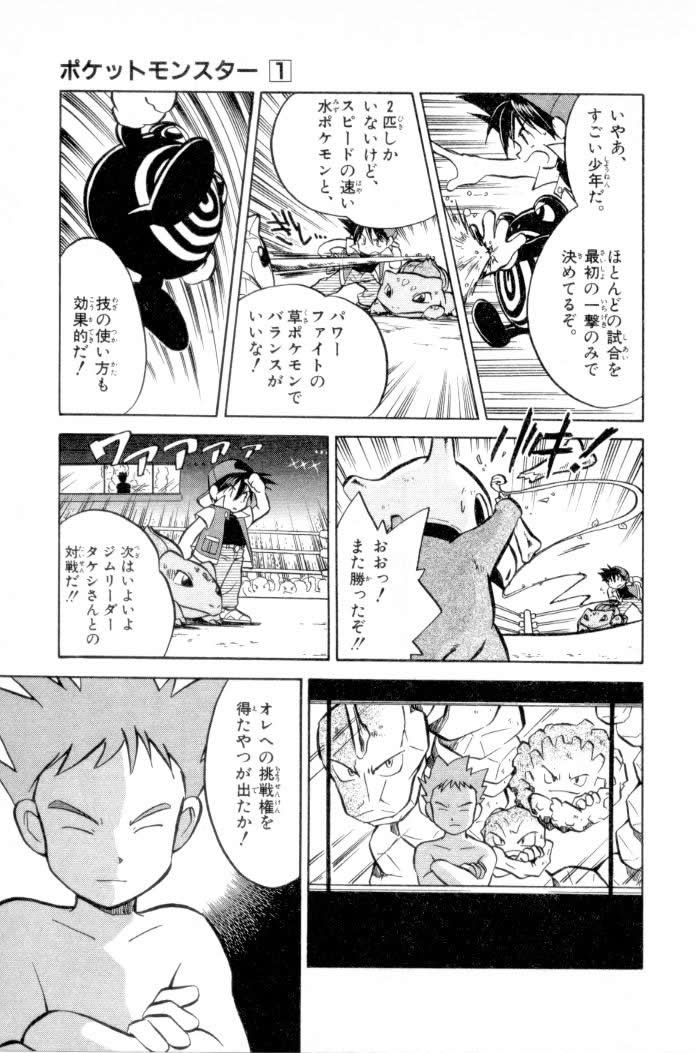 ポケットモンスター 1
いやあ、
すごい少年だ。
ほとんどの試合を
最初の一撃のみで
決めてるぞ。
2匹しか
いないけど、
スピードの速い
水ポケモンと、
パワー
ファイトの
草ポケモンで
バランスが
いいな!
技の使い方も
効果的だ!
おおっ!
また勝ったぞ!!
ワアアアア
次はいよいよ
ジムリーダー
タケシさんとの
対戦だ!!
オレへの挑戦権を
得たやつが出たか!